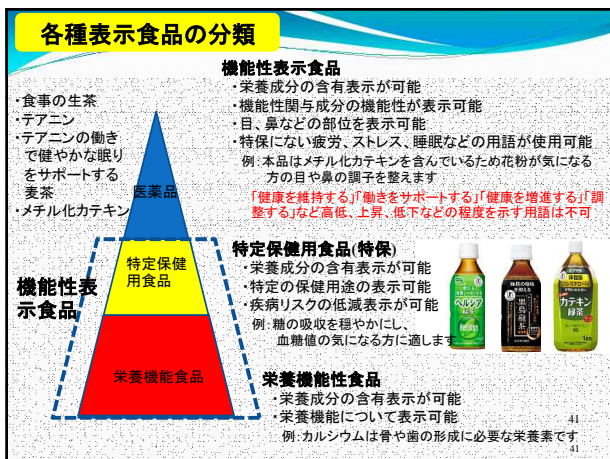 各種表示食品の分類
機能性表示食品
・栄養成分の含有表示が可能
・機能性関与成分の機能性が表示可能
・目、鼻などの部位を表示可能
・特保にない疲労、ストレス、睡眠などの用語が使用可能
例:本品はメチル化カテキンを含んでいるため花粉が気になる
方の目や鼻の調子を整えます
「健康を維持する」「働きをサポートする」「健康を増進する」「調
整する」など高低、上昇、低下などの程度を示す用語は不可
・食事の生茶
・テアニン
・テアニンの働き
で健やかな眠り
をサポートする
麦茶
・メチル化カテキン
医薬品
特定保健
用食品
栄養機能食品
機能性表
示食品
特定保健用食品(特保)
・栄養成分の含有表示が可能
・特定の保健用途の表示可能
・疾病リスクの低減表示が可能
例:糖の吸収を穏やかにし、
血糖値の気になる方に適します
ヘルシア
緑茶
黒烏龍茶
カテキン
緑茶
栄養機能性食品
・栄養成分の含有表示が可能
・栄養機能について表示可能
例:カルシウムは骨や歯の形成に必要な栄養素です
41
41